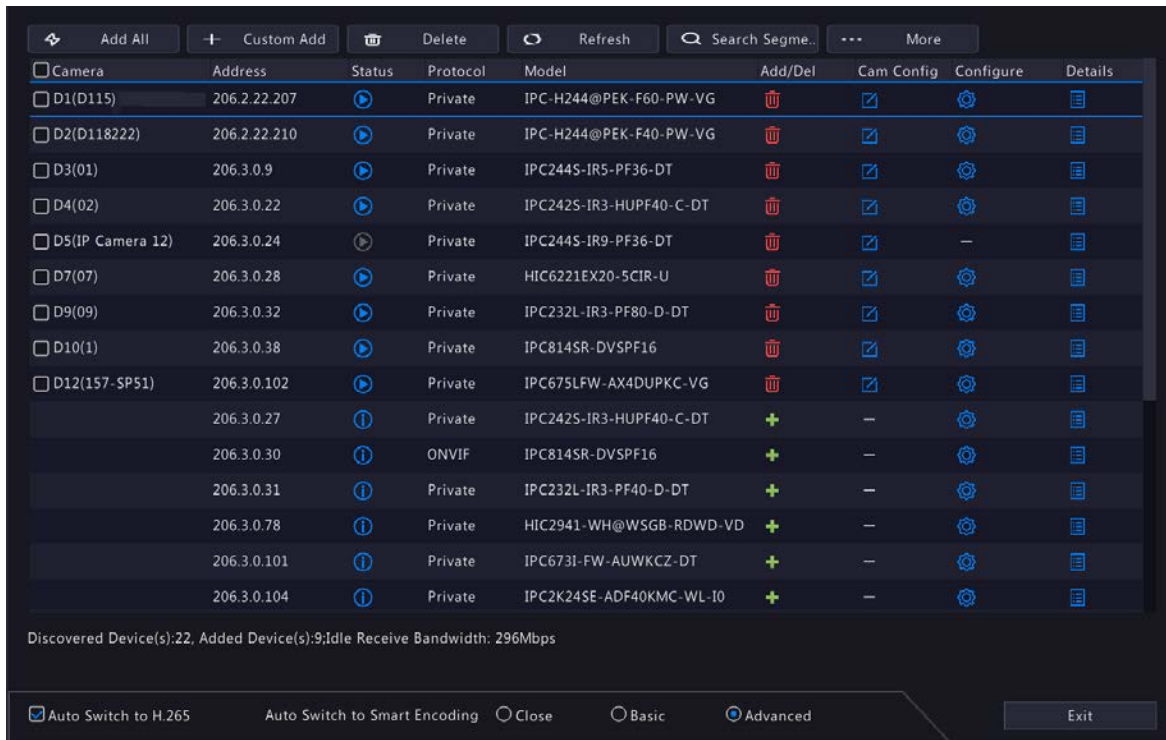 Add All Custom Add Delete Refresh Search Segme.. More
Camera Address Status Protocol Model Add/Del Cam Config Configure Details
D1(D115) 206.2.22.207 Private IPC-H244@PEK-F60-PW-VG
D2(D118222) 206.2.22.210 Private IPC-H244@PEK-F40-PW-VG
D3(01) 206.3.0.9 Private IPC244S-IR5-PF36-DT
D4(02) 206.3.0.22 Private IPC242S-IR3-HUPF40-C-DT
D5(IP Camera 12) 206.3.0.24 Private IPC244S-IR9-PF36-DT –
D7(07) 206.3.0.28 Private HIC6221EX20-5CIR-U
D9(09) 206.3.0.32 Private IPC232L-IR3-PF80-D-DT
D10(1) 206.3.0.38 Private IPC814SR-DVSPF16
D12(157-SP51) 206.3.0.102 Private IPC675LFW-AX4DUPKC-VG
206.3.0.27 Private IPC242S-IR3-HUPF40-C-DT –
206.3.0.30 ONVIF IPC814SR-DVSPF16 –
206.3.0.31 Private IPC232L-IR3-PF40-D-DT –
206.3.0.78 Private HIC2941-WH@WSGB-RDWD-VD –
206.3.0.101 Private IPC673I-FW-AUWKCZ-DT –
206.3.0.104 Private IPC2K24SE-ADF40KMC-WL-I0 –
Discovered Device(s):22, Added Device(s):9;Idle Receive Bandwidth: 296Mbps
Auto Switch to H.265 Auto Switch to Smart Encoding Close Basic Advanced Exit